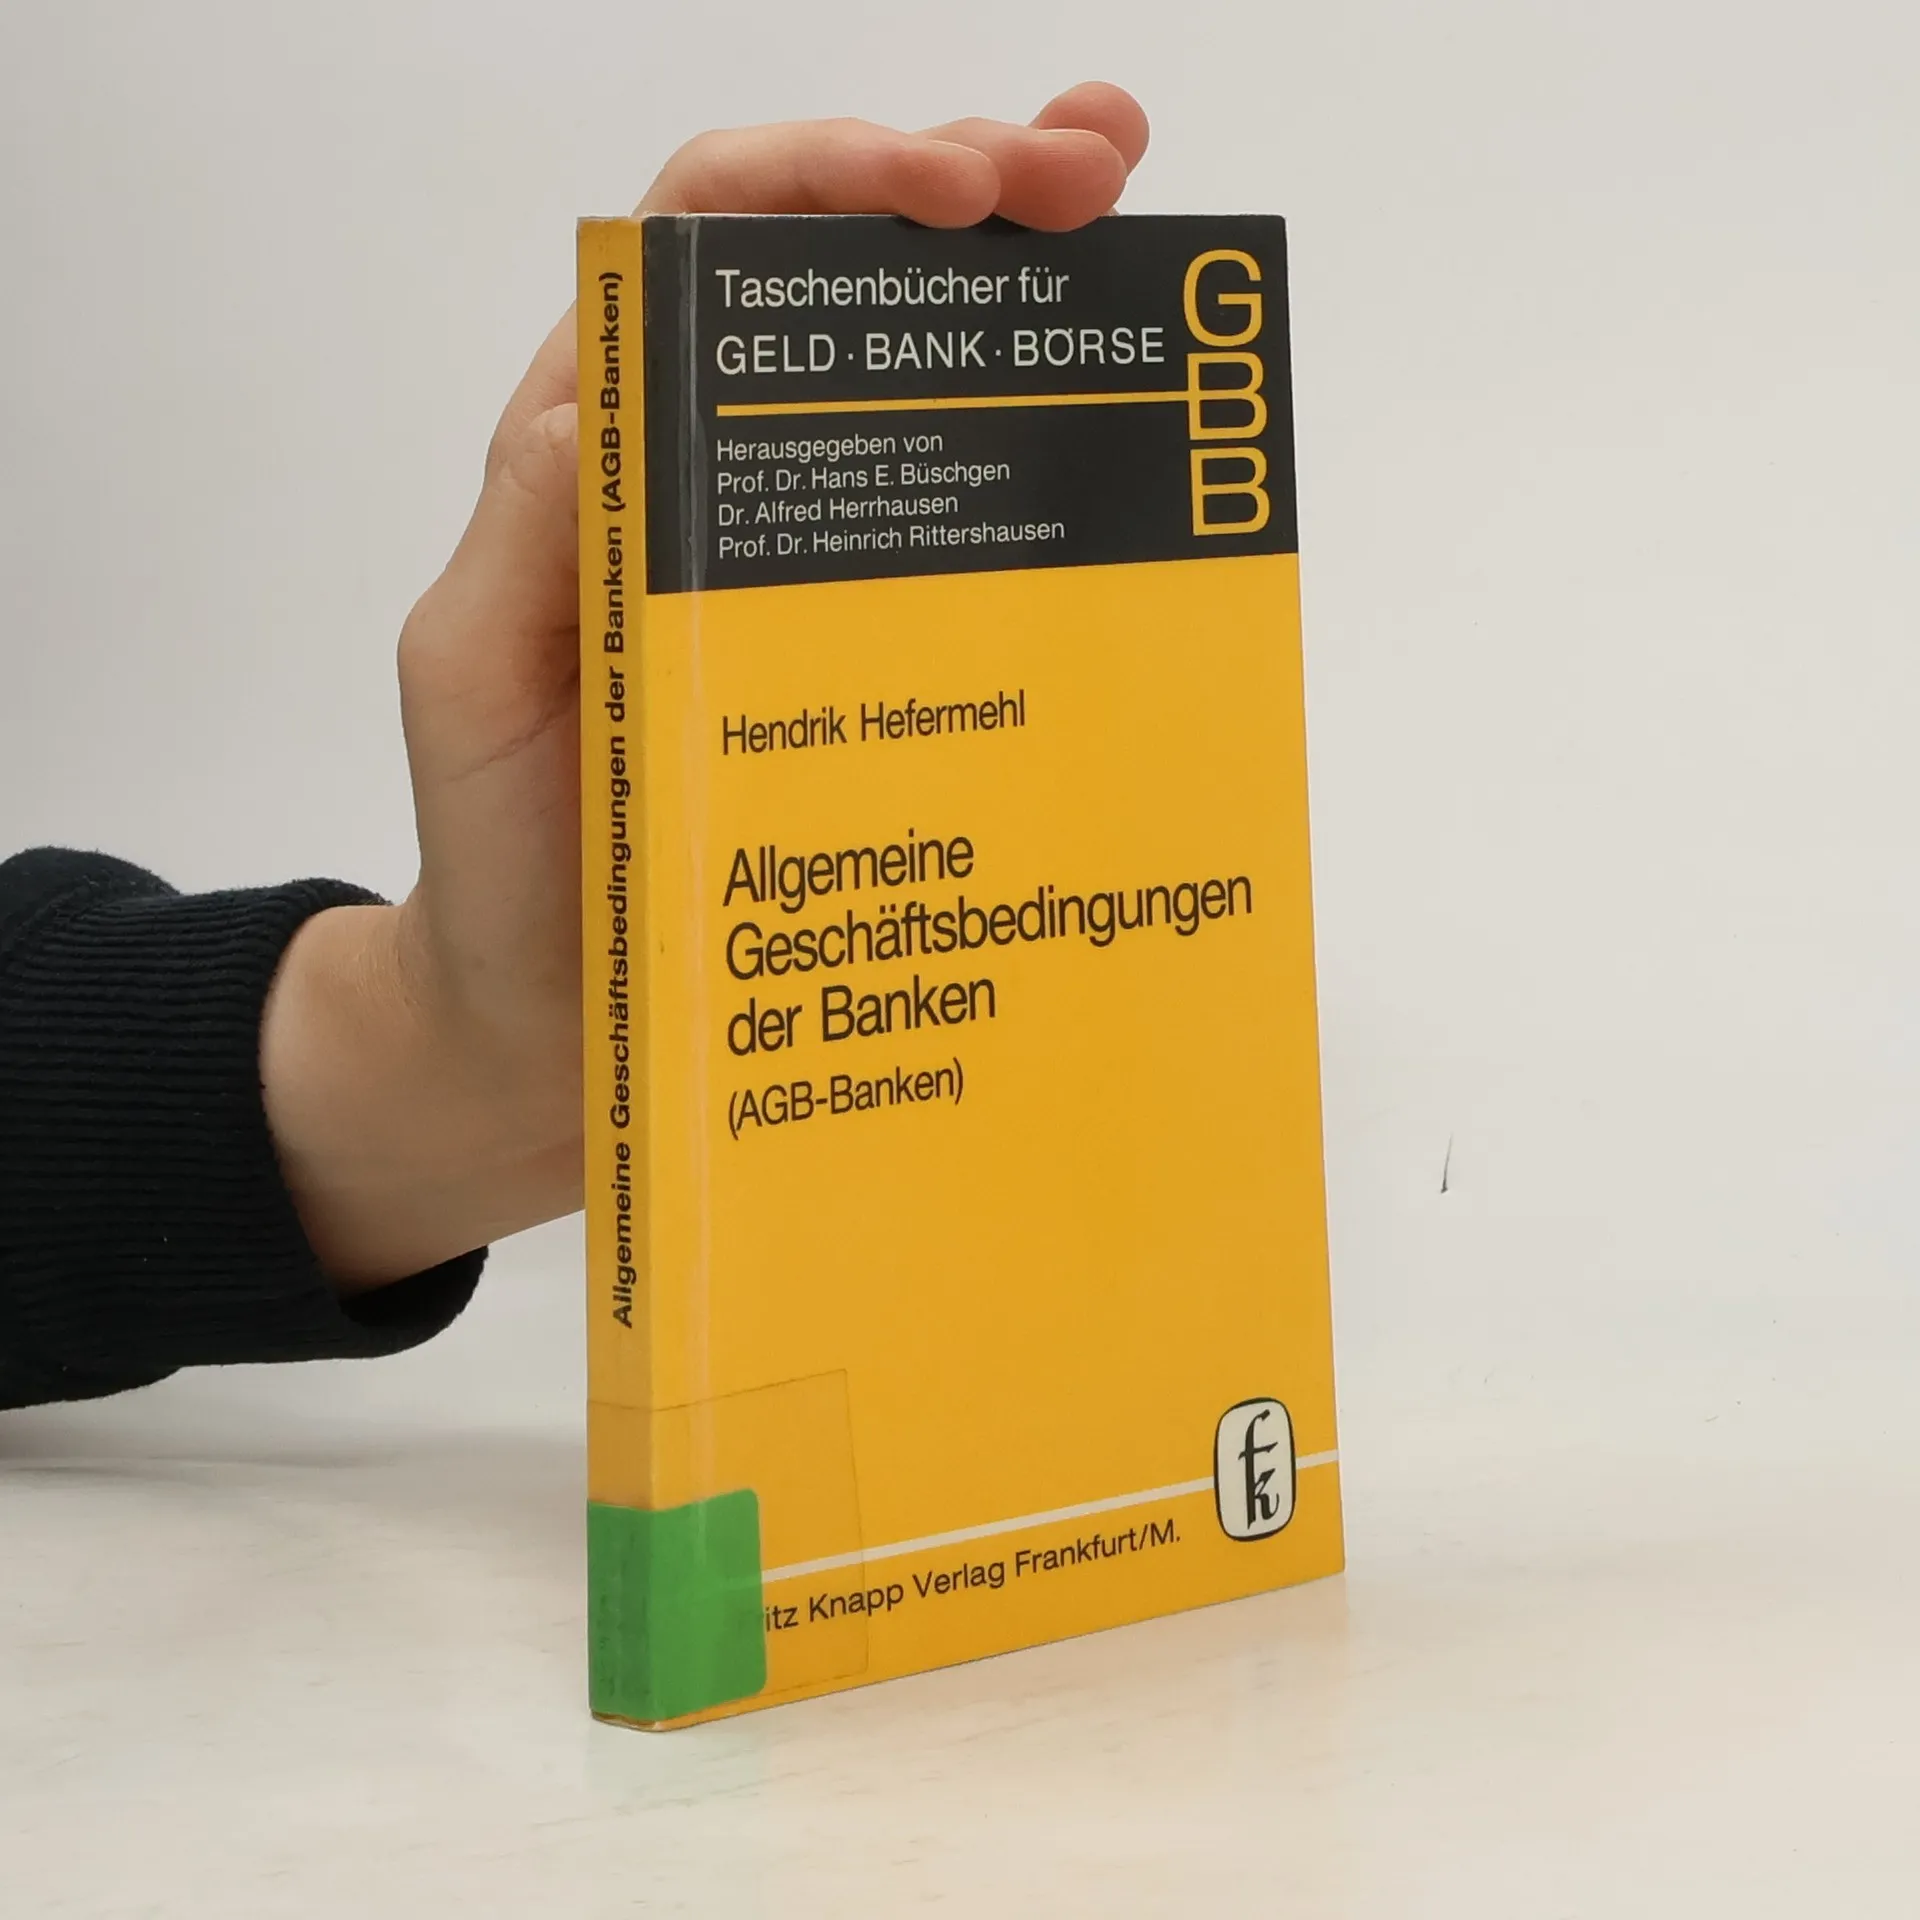 Allgemeine Geschäftsbedingungen der Banken (AGB-Banken)
Taschenbücher für
GELD · BANK · BÖRSE
GBB
Herausgegeben von
Prof. Dr. Hans E. Büschgen
Dr. Alfred Herrhausen
Prof. Dr. Heinrich Rittershausen
Hendrik Hefermehl
Allgemeine
Geschäftsbedingungen
der Banken
(AGB-Banken)
fk
itz Knapp Verlag Frankfurt/M.